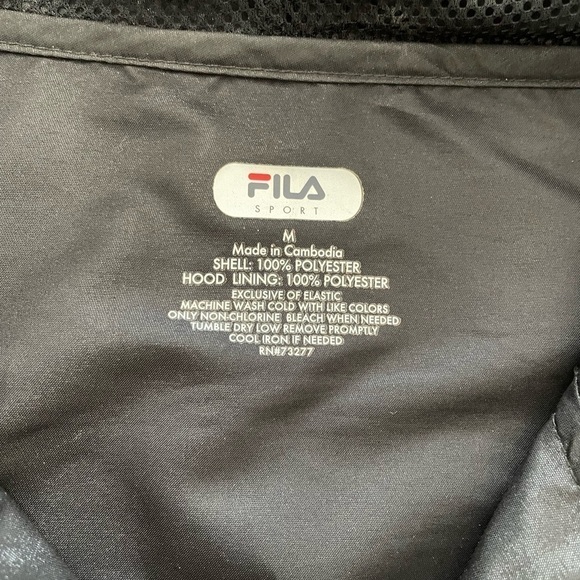 FILA
SPORT
M
Made in Cambodia
SHELL: 100% POLYESTER
HOOD LINING: 100% POLYESTER
EXCLUSIVE OF ELASTIC
MACHINE WASH COLD WITH LIKE COLORS
ONLY NON-CHLORINE BLEACH WHEN NEEDED
TUMBLE DRY LOW REMOVE PROMPTLY
COOL IRON IF NEEDED
RN#73277